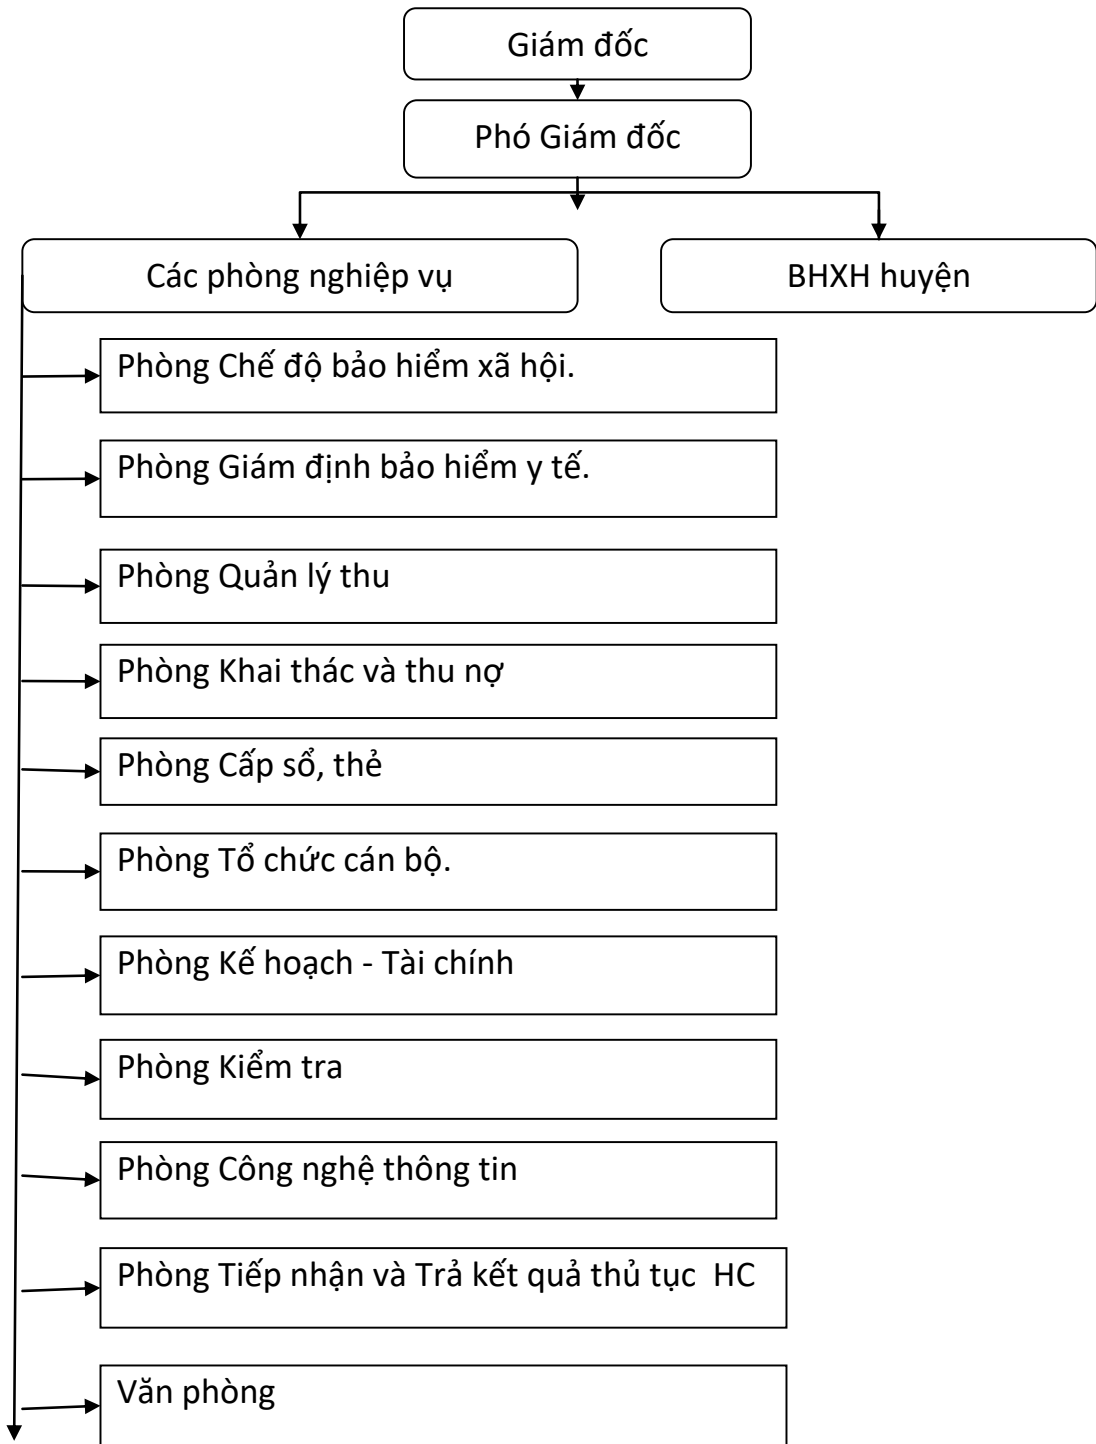 Giám đốc
Phó Giám đốc
Các phòng nghiệp vụ
BHXH huyện
Phòng Chế độ bảo hiểm xã hội.
Phòng Giám định bảo hiểm y tế.
Phòng Quản lý thu
Phòng Khai thác và thu nợ
Phòng Cấp sổ, thẻ
Phòng Tổ chức cán bộ.
Phòng Kế hoạch - Tài chính
Phòng Kiểm tra
Phòng Công nghệ thông tin
Phòng Tiếp nhận và Trả kết quả thủ tục  HC
Văn phòng